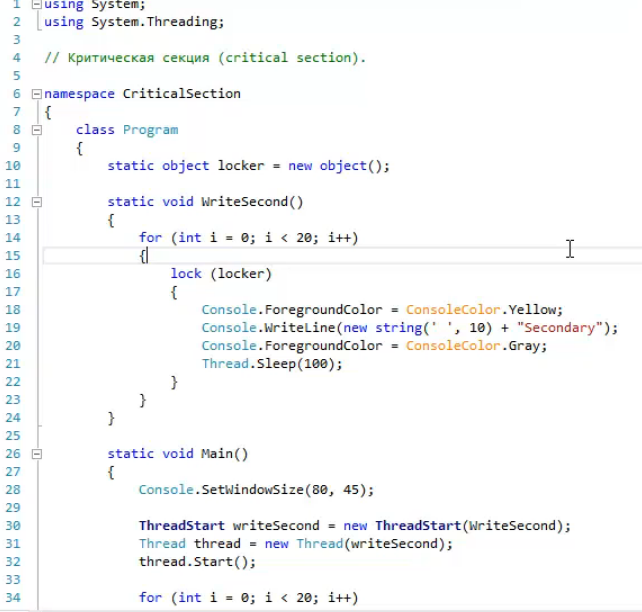 1 using System;
2 using System.Threading;
3
4 // Критическая секция (critical section).
5
6 namespace CriticalSection
7 {
8 class Program
9 {
10 static object locker = new object();
11
12 static void WriteSecond()
13 {
14 for (int i = 0; i < 20; i++)
15 {
16 lock (locker)
17 {
18 Console.ForegroundColor = ConsoleColor.Yellow;
19 Console.WriteLine(new string(' ', 10) + "Secondary");
20 Console.ForegroundColor = ConsoleColor.Gray;
21 Thread.Sleep(100);
22 }
23 }
24 }
25
26 static void Main()
27 {
28 Console.SetWindowSize(80, 45);
29
30 ThreadStart writeSecond = new ThreadStart(WriteSecond);
31 Thread thread = new Thread(writeSecond);
32 thread.Start();
33
34 for (int i = 0; i < 20; i++)